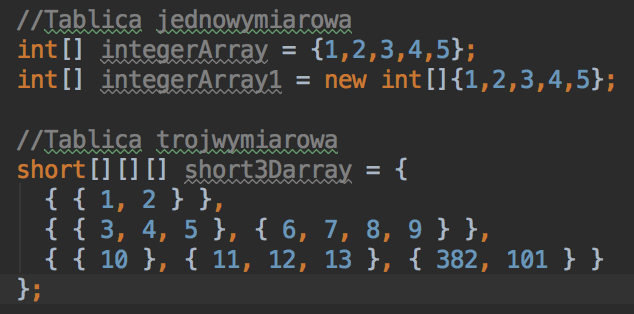 //Tablica jednowymiarowa
int[] integerArray = {1,2,3,4,5};
int[] integerArray1 = new int[]{1,2,3,4,5};
//Tablica trojwymiarowa
short[][][] short3Darray = {
{ { 1, 2 } },
{ { 3, 4, 5 }, { 6, 7, 8, 9 } },
{ { 10 }, { 11, 12, 13 }, { 382, 101 } }
};